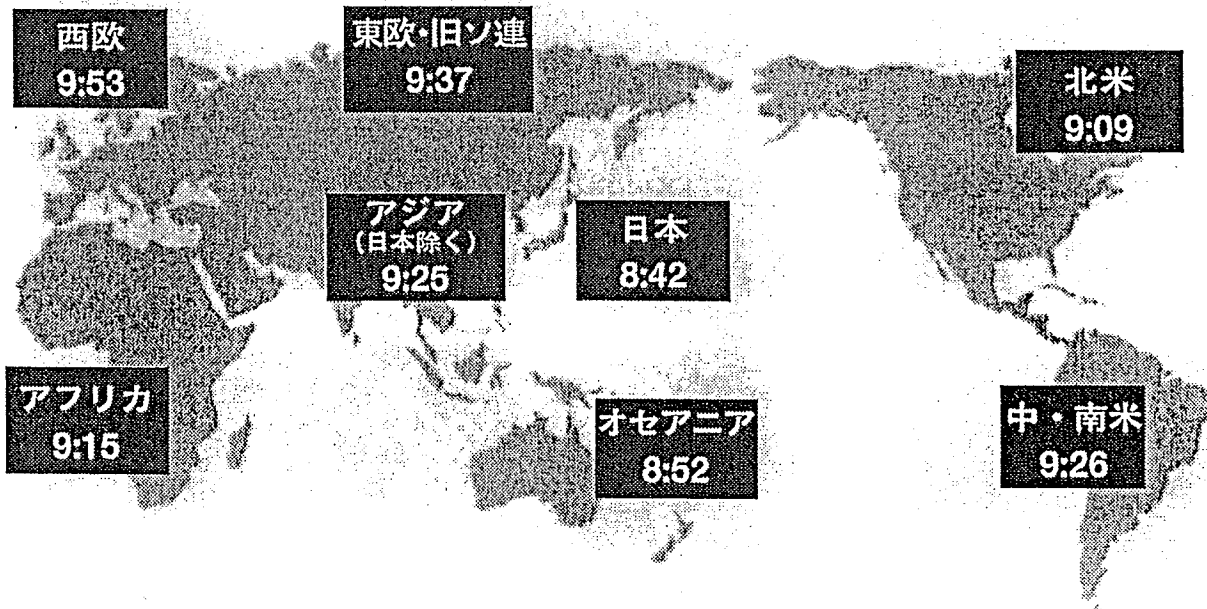 西欧
9:53
東欧・旧ソ連
9:37
北米
9:09
アジア
(日本除く)
9:25
日本
8:42
アフリカ
9:15
オセアニア
8:52
中・南米
9:26